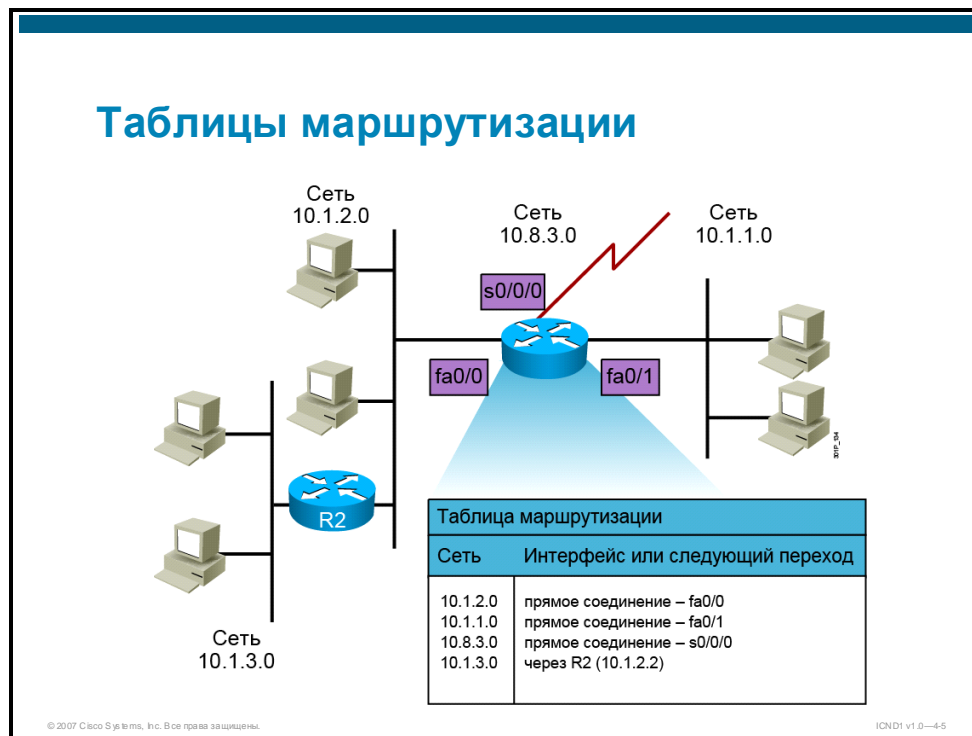 Таблицы маршрутизации
Сеть
10.1.2.0
Сеть
10.8.3.0
Сеть
10.1.1.0
s0/0/0
fa0/0
fa0/1
R2
Сеть
10.1.3.0
301P_134
Таблица маршрутизации
Сеть Интерфейс или следующий переход
10.1.2.0 прямое соединение – fa0/0
10.1.1.0 прямое соединение – fa0/1
10.8.3.0 прямое соединение – s0/0/0
10.1.3.0 через R2 (10.1.2.2)
© 2007 Cisco Systems, Inc. Все права защищены.
ICND1 v1.0—4-5